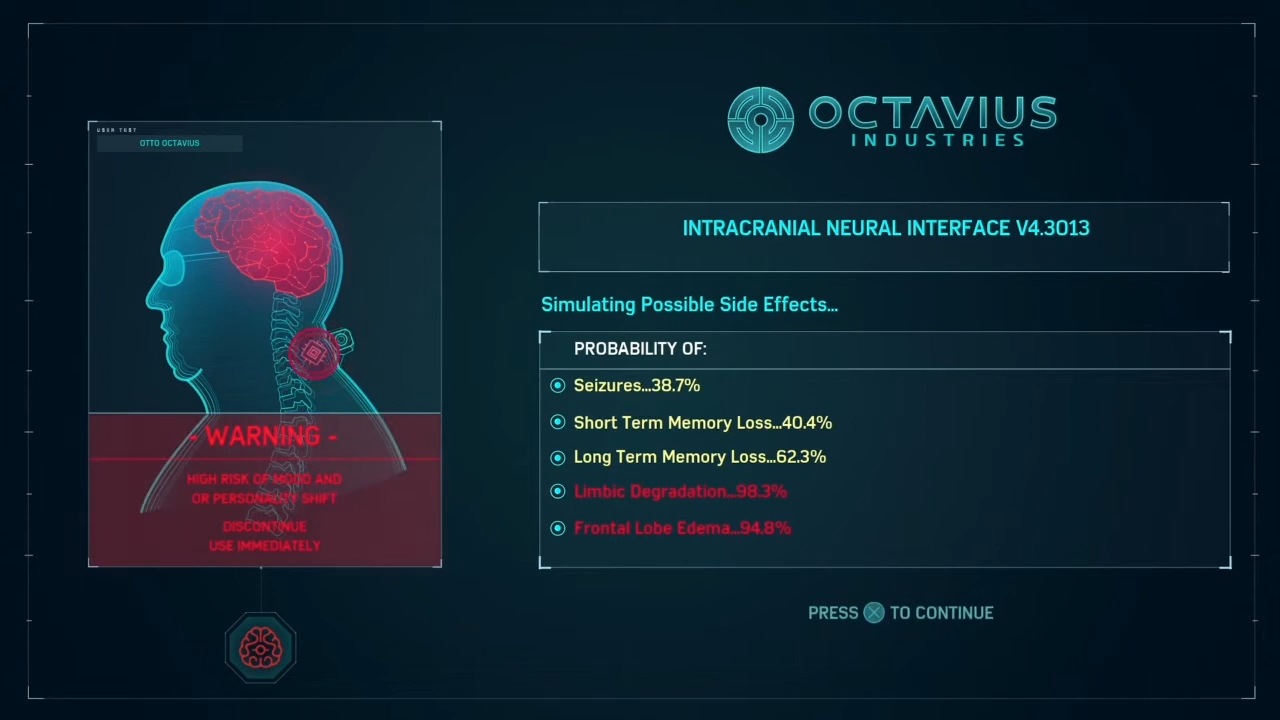 USER TEST
OTTO OCTAVIUS
- WARNING -
HIGH RISK OF MOOD AND
OR PERSONALITY SHIFT
DISCONTINUE
USE IMMEDIATELY
OCTAVIUS
INDUSTRIES
INTRACRANIAL NEURAL INTERFACE V4.3013
Simulating Possible Side Effects...
PROBABILITY OF:
Seizures...38.7%
Short Term Memory Loss...40.4%
Long Term Memory Loss...62.3%
Limbic Degradation...98.3%
Frontal Lobe Edema...94.8%
PRESS ⓧ TO CONTINUE